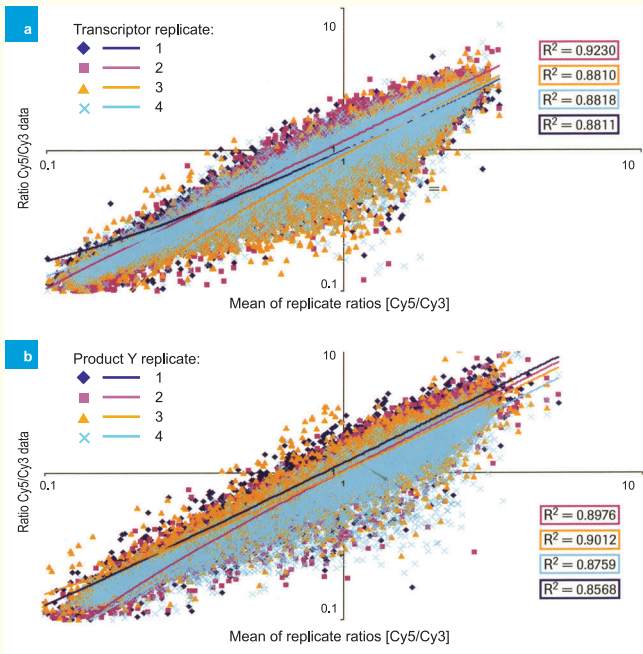 a
Transcriptor replicate:
1
2
3
4
10
R² = 0.9230
R² = 0.8810
R² = 0.8818
R² = 0.8811
Ratio Cy5/Cy3 data
0.1
1
10
=
0.1
Mean of replicate ratios [Cy5/Cy3]
b
Product Y replicate:
1
2
3
4
10
Ratio Cy5/Cy3 data
0.1
1
10
R² = 0.8976
R² = 0.9012
R² = 0.8759
R² = 0.8568
0.1
Mean of replicate ratios [Cy5/Cy3]